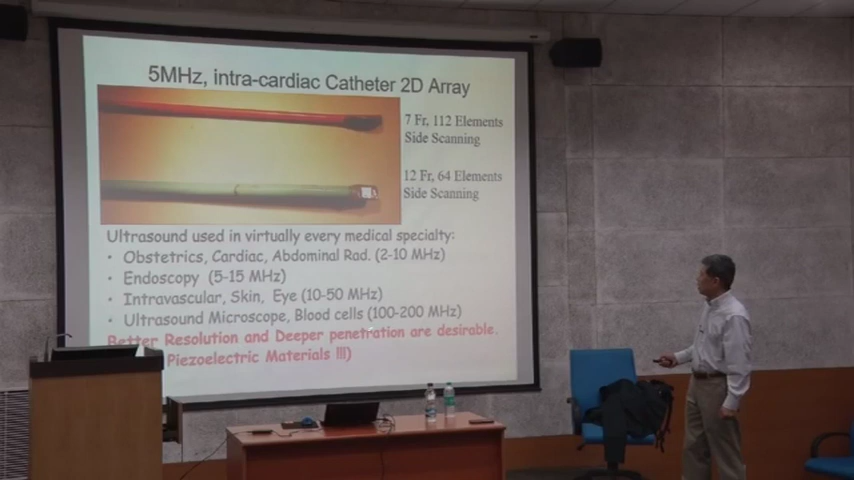 5MHz, intra-cardiac Catheter 2D Array
7 Fr, 112 Elements
Side Scanning
12 Fr, 64 Elements
Side Scanning
Ultrasound used in virtually every medical specialty:
• Obstetrics, Cardiac, Abdominal Rad. (2-10 MHz)
• Endoscopy (5-15 MHz)
• Intravascular, Skin, Eye (10-50 MHz)
• Ultrasound Microscope, Blood cells (100-200 MHz)
Better Resolution and Deeper penetration are desirable.
Piezoelectric Materials !!!)